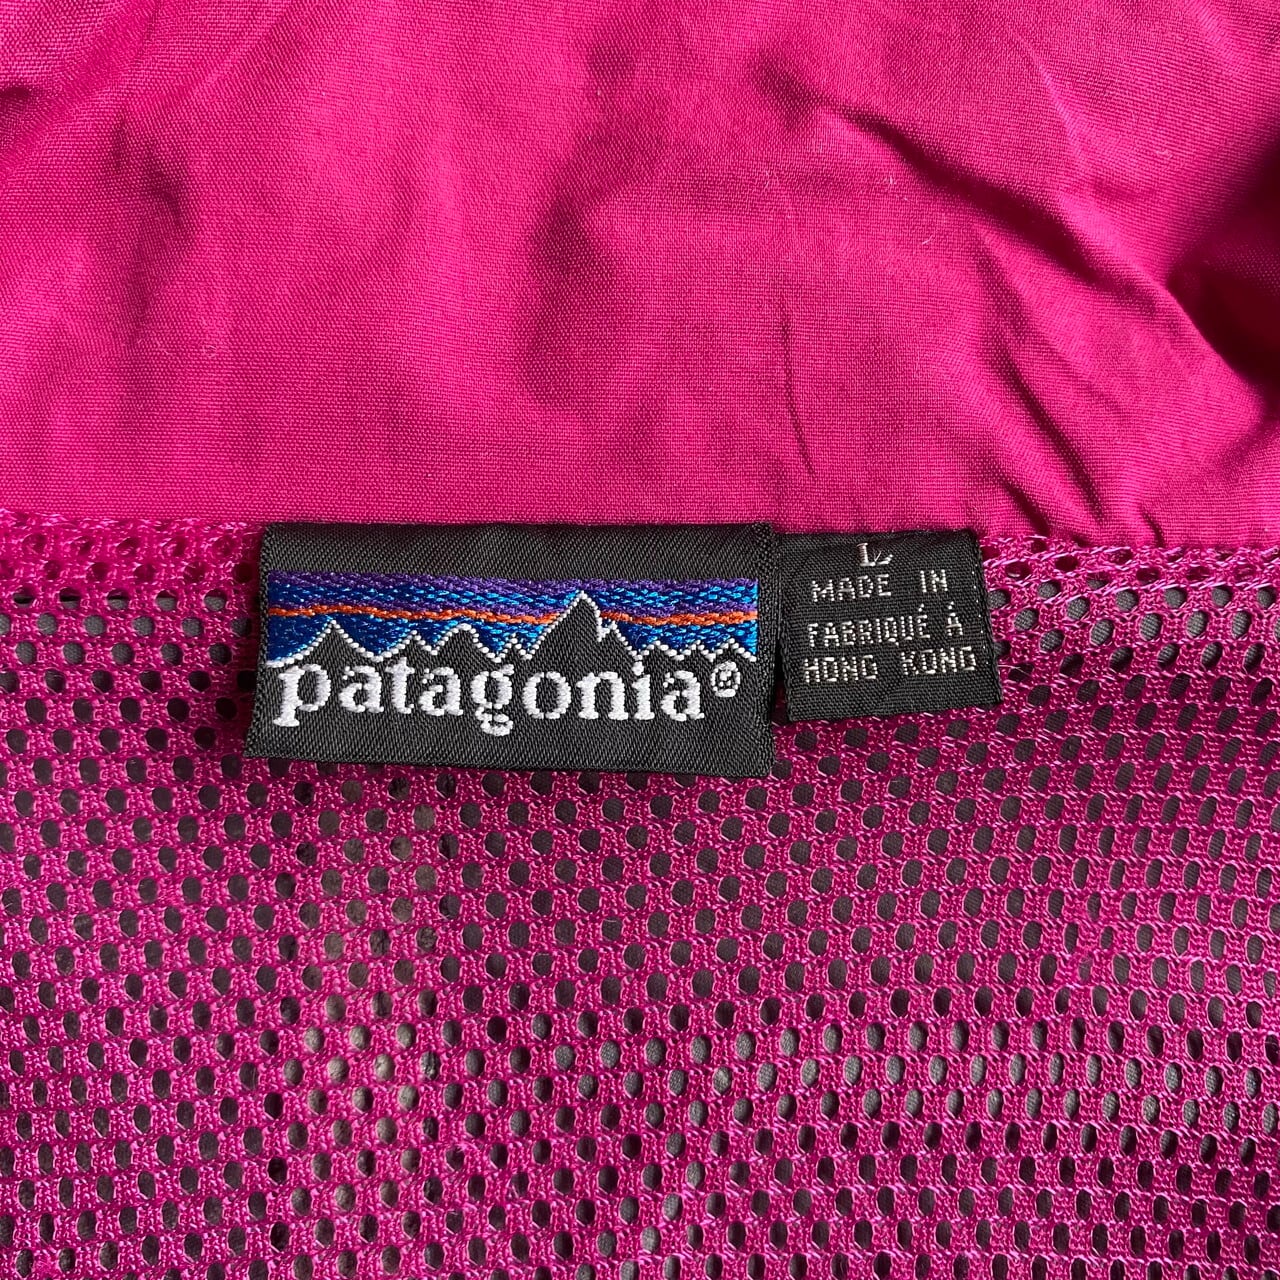 patagonia®
L
MADE IN
FABRIQUÉ À
HONG KONG